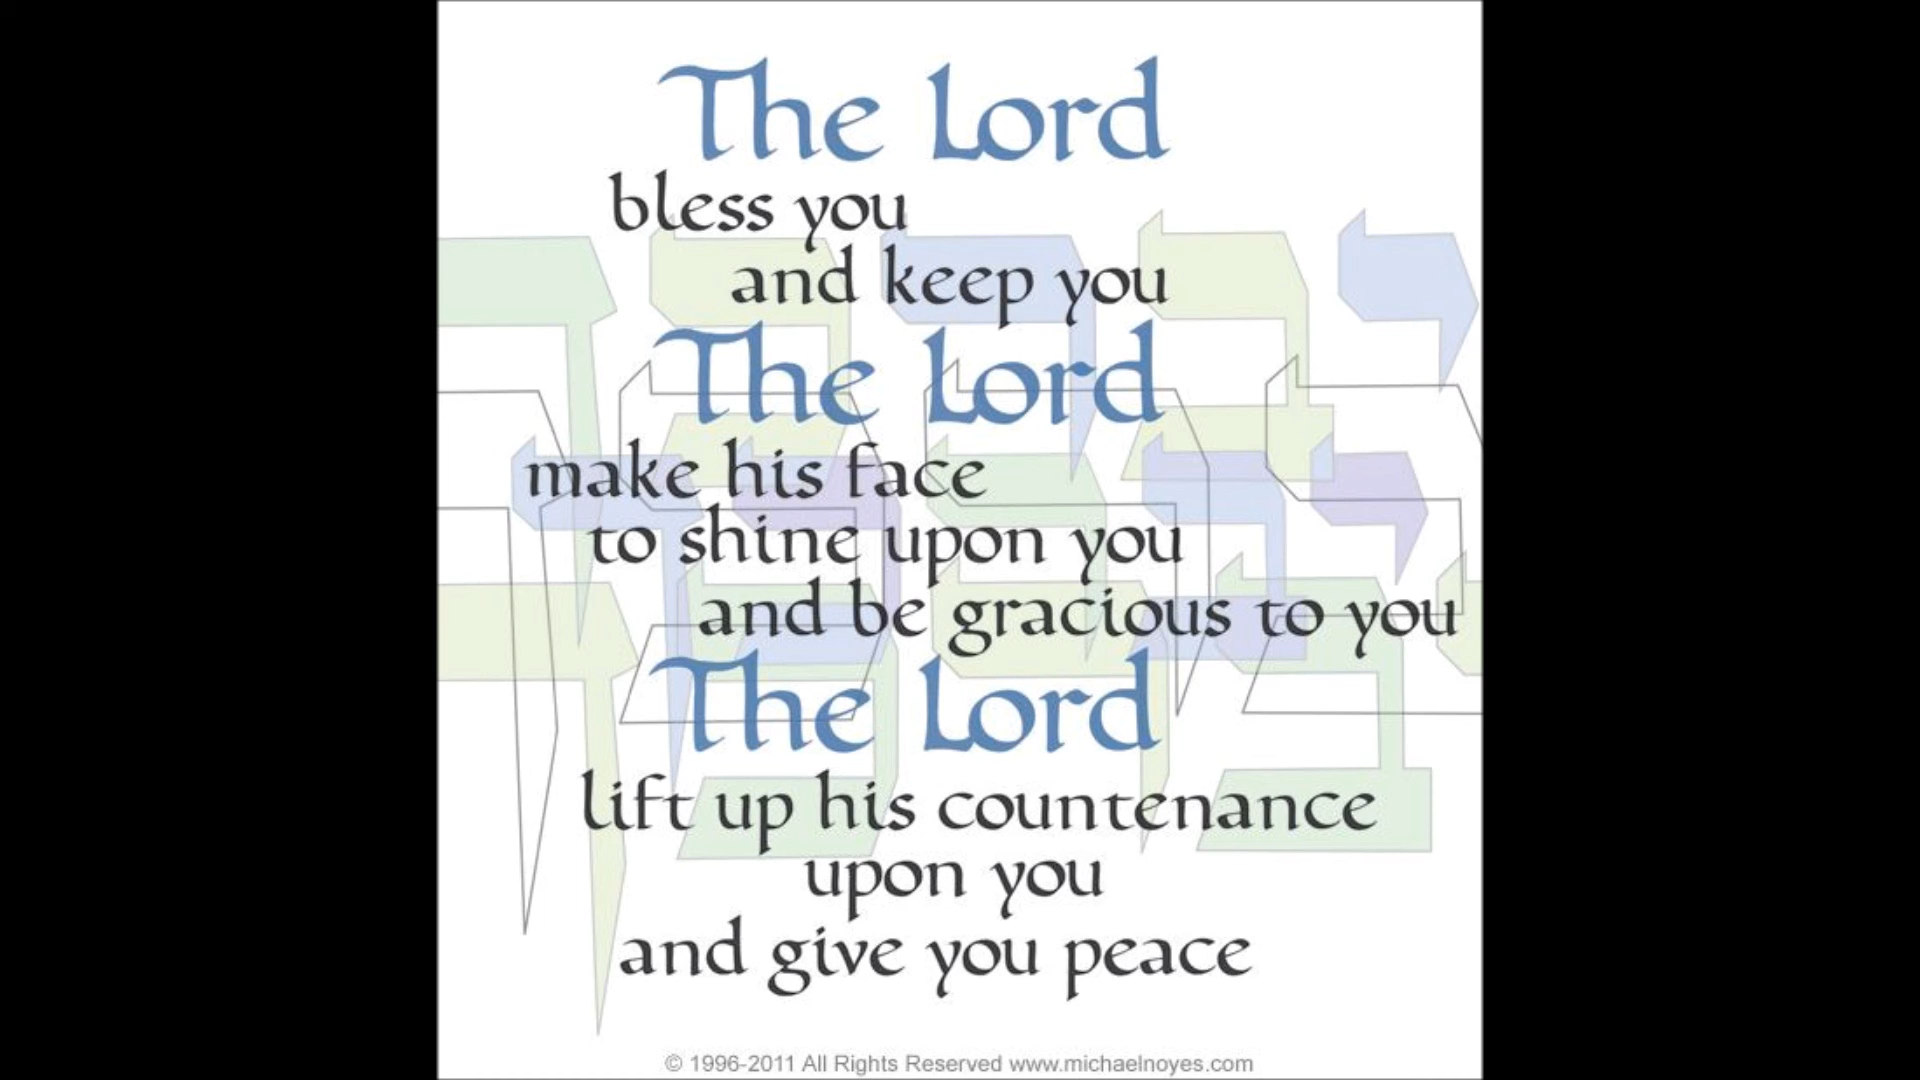 The Lord
bless you
and keep you
The Lord
make his face
to shine upon you
and be gracious to you
The Lord
lift up his countenance
upon you
and give you peace
© 1996-2011 All Rights Reserved www.michaelnoyes.com